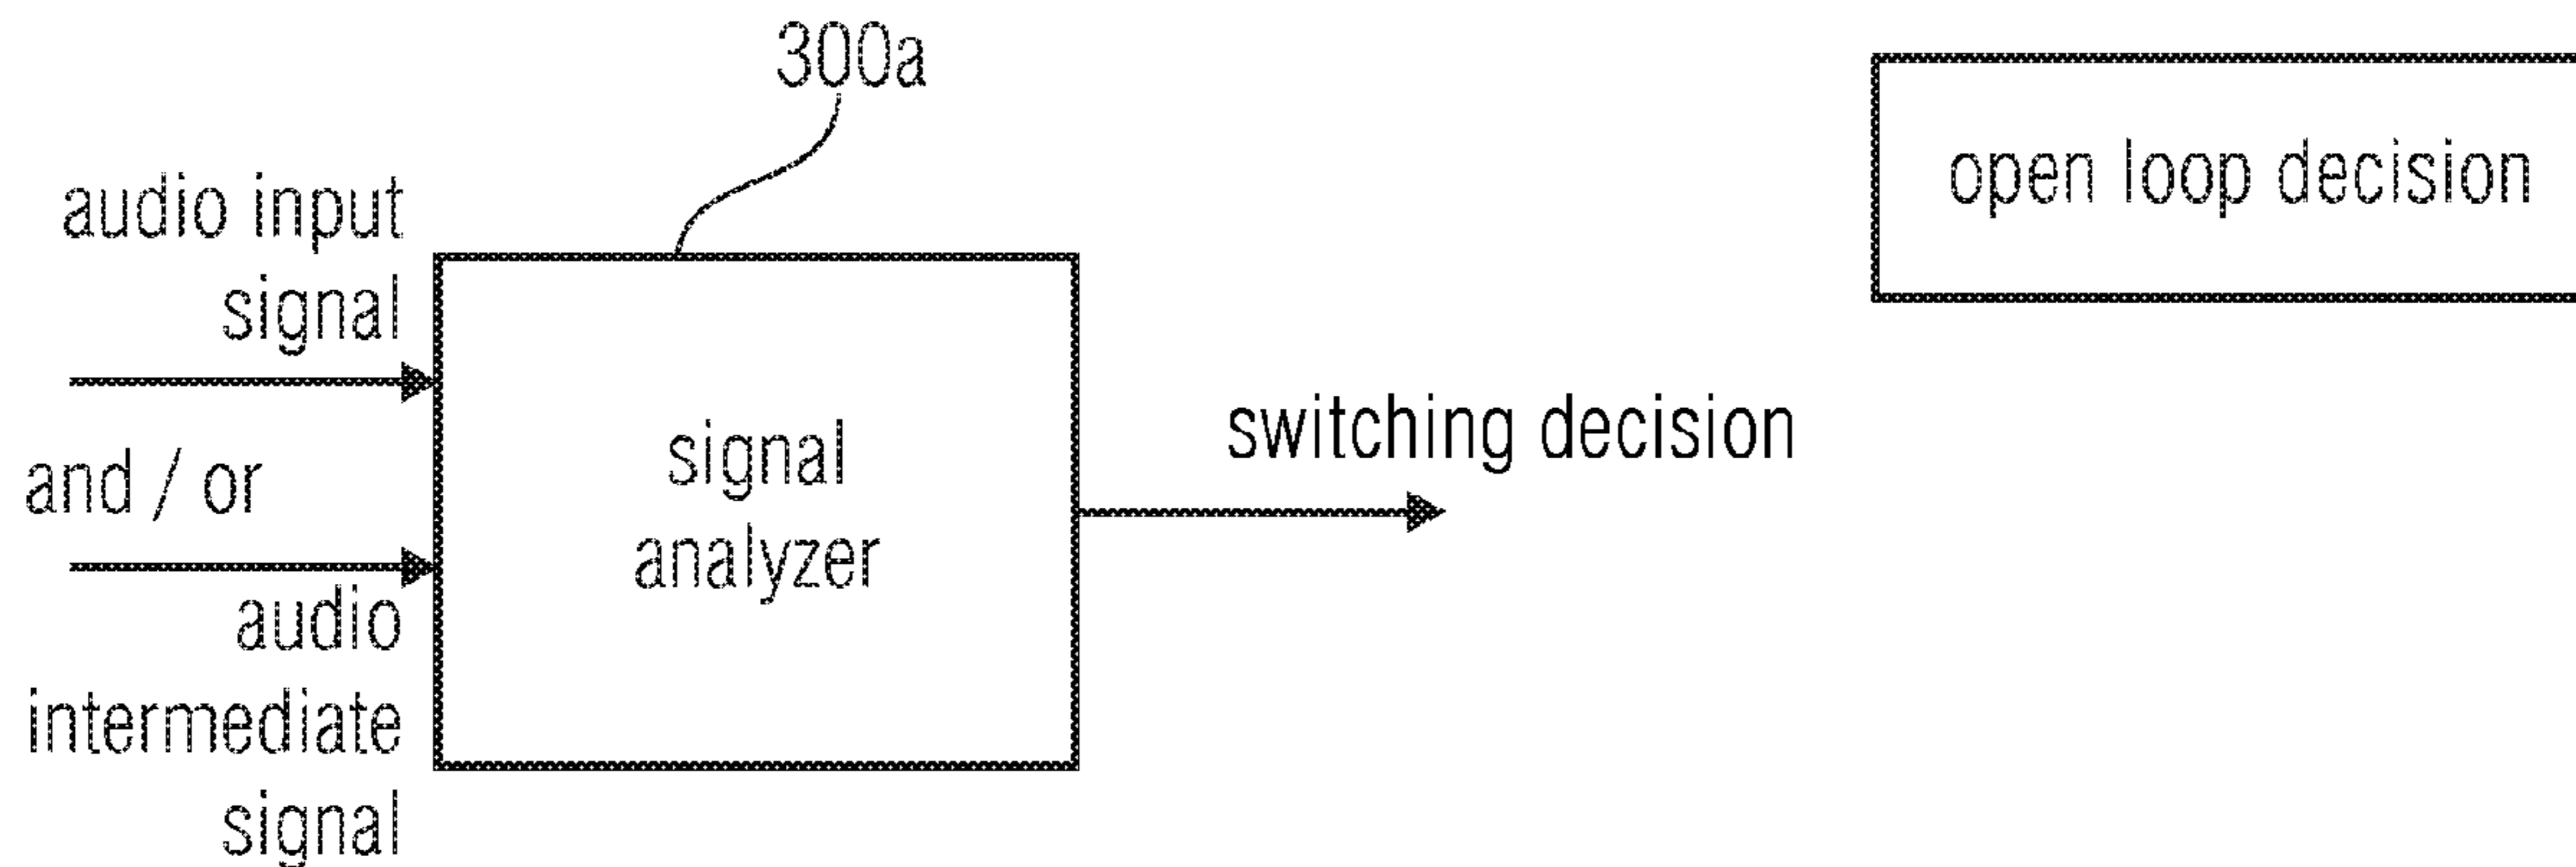 300a
open loop decision
audio input
signal
and / or
audio
intermediate
signal
signal
analyzer
switching decision